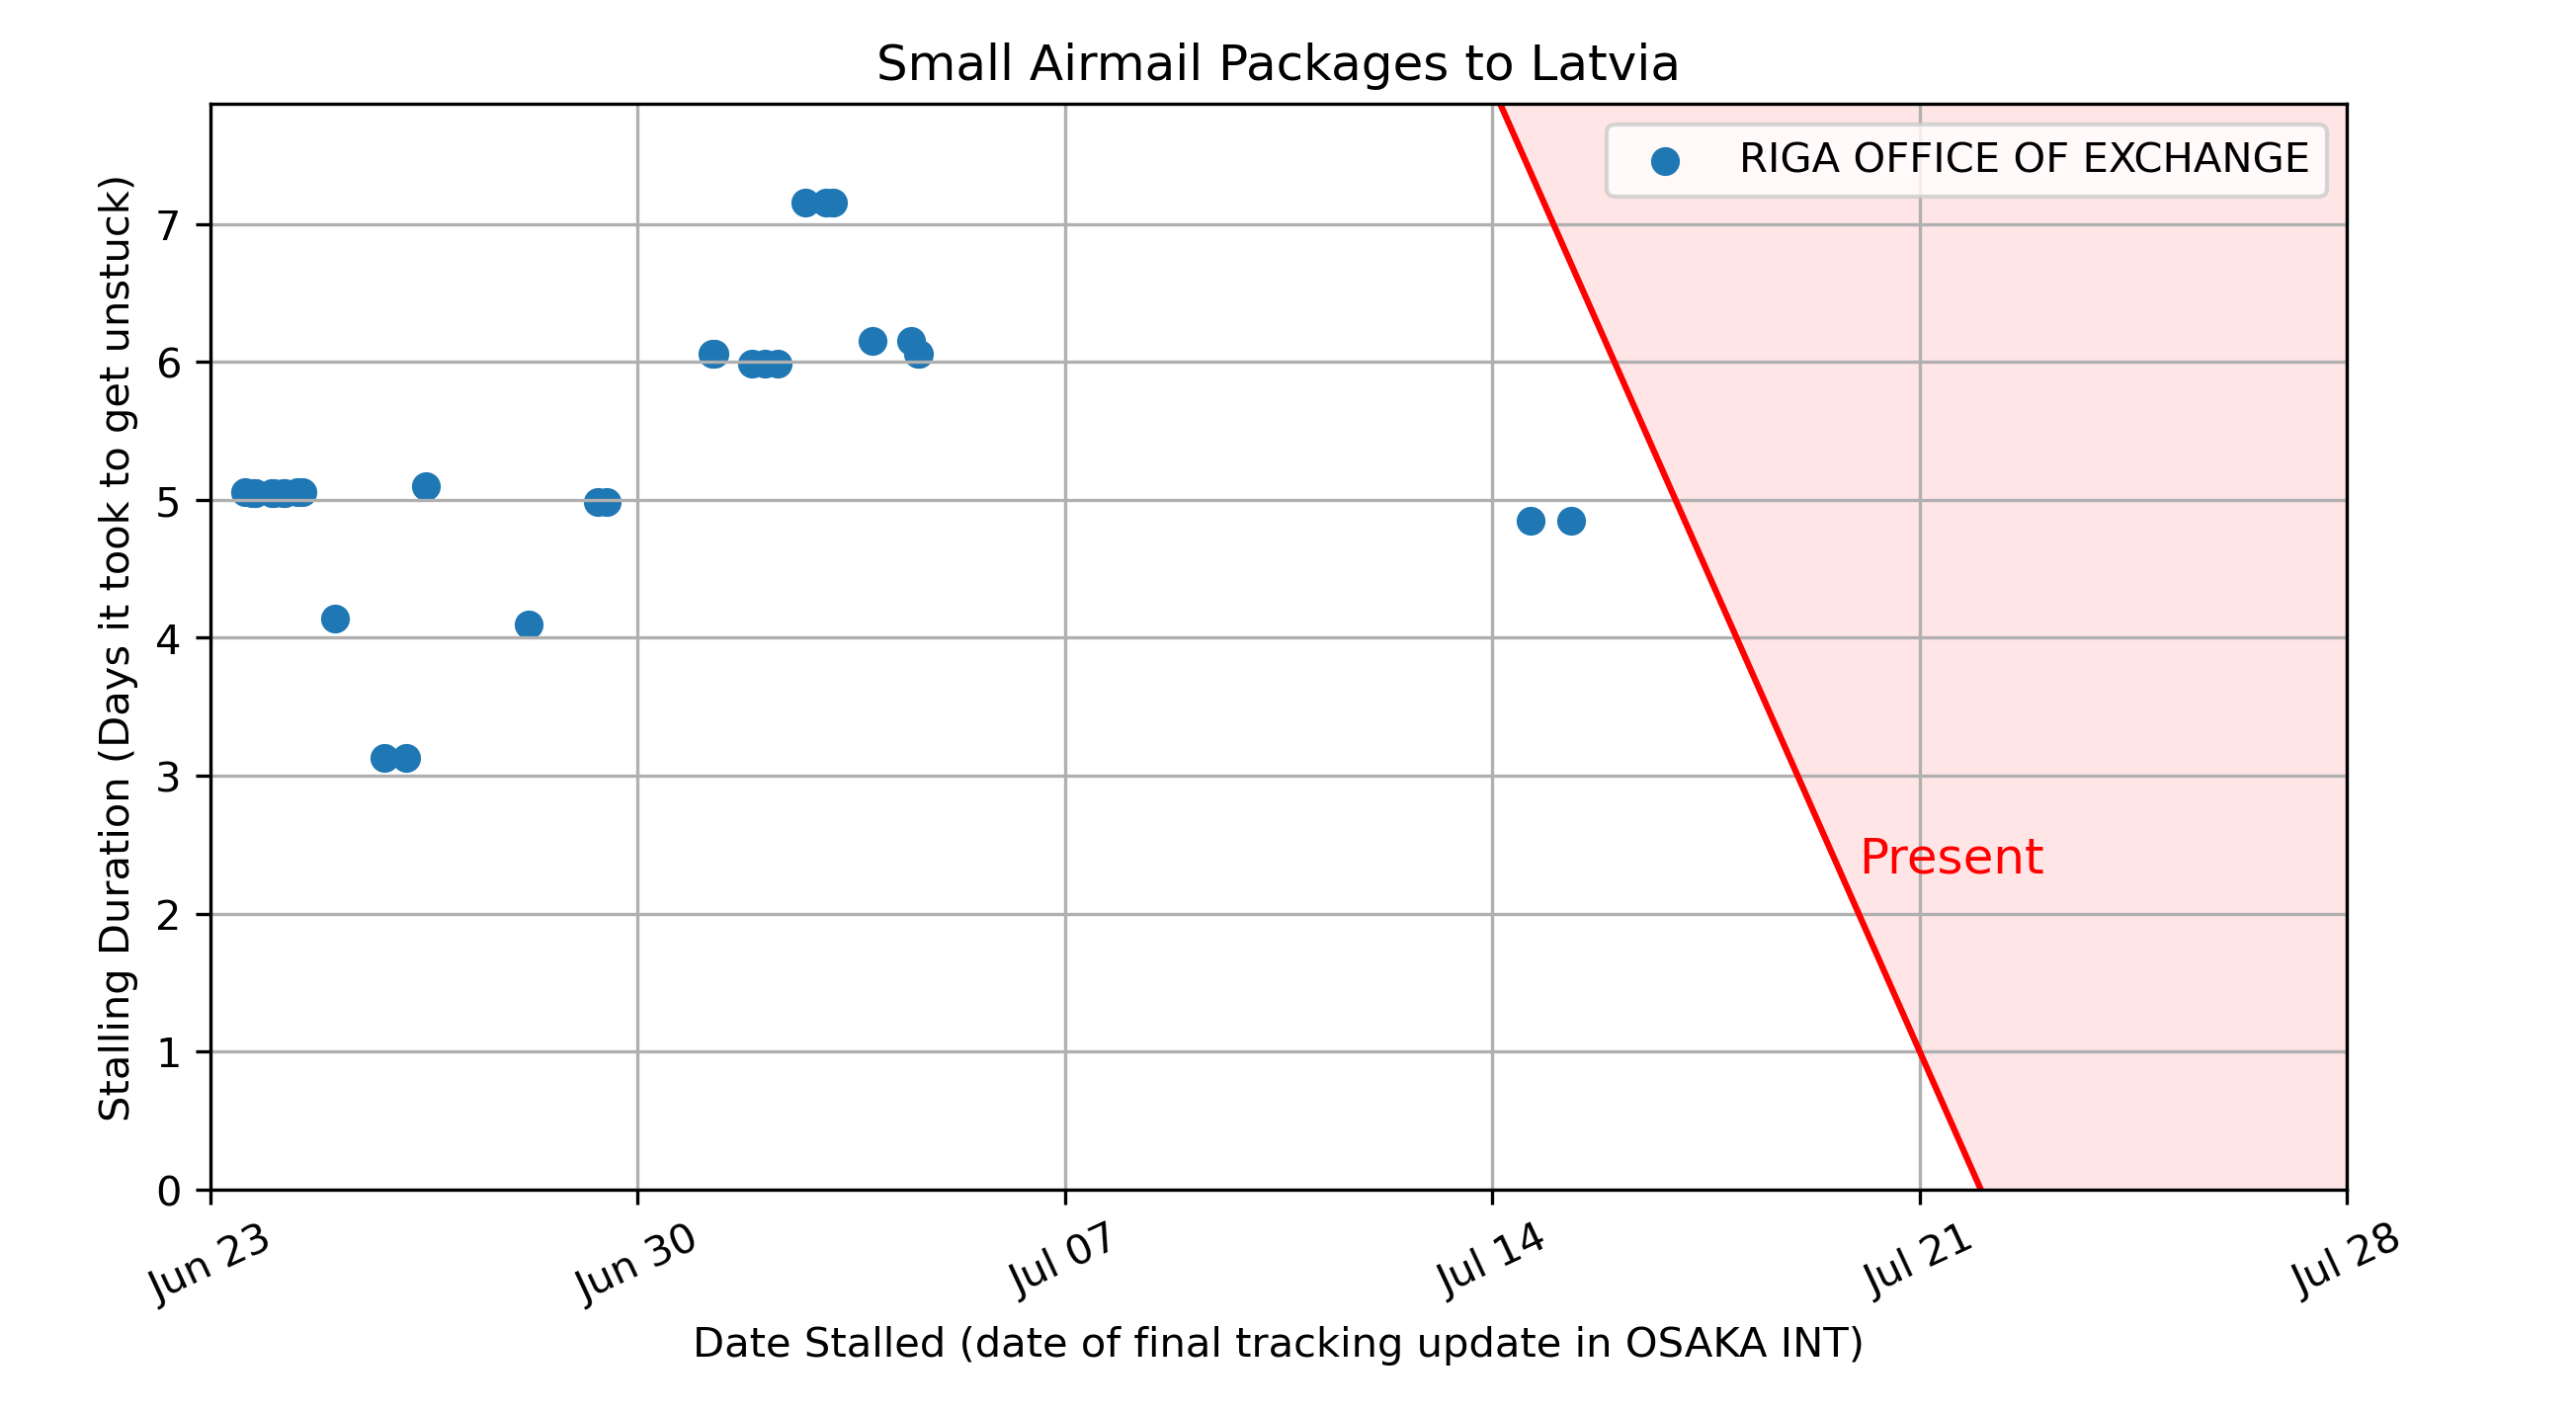 Small Airmail Packages to Latvia
RIGA OFFICE OF EXCHANGE
Stalling Duration (Days it took to get unstuck)
7
6
5
4
3
2
1
0
Present
Jun 23
Jun 30
Jul 07
Jul 14
Jul 21
Jul 28
Date Stalled (date of final tracking update in OSAKA INT)